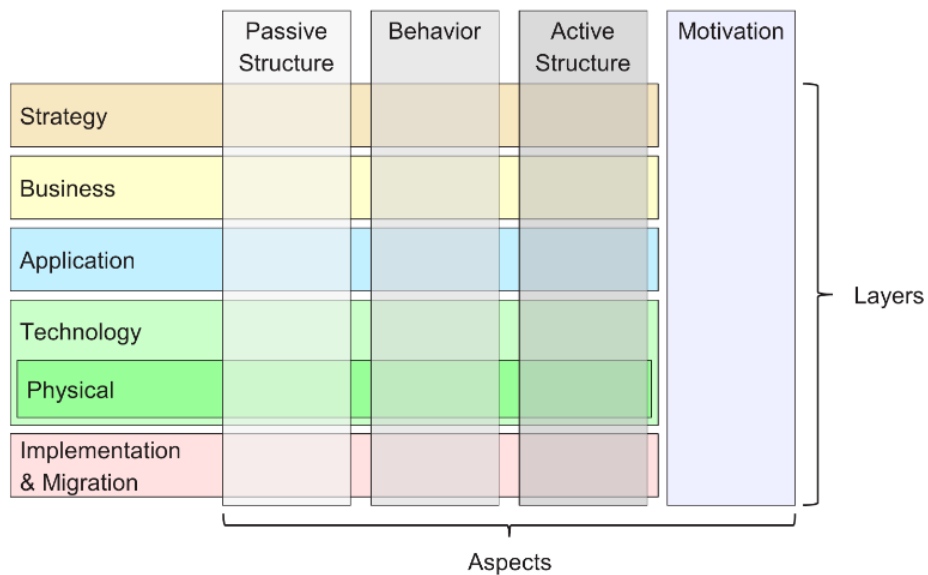 Passive
Structure
Behavior
Active
Structure
Motivation
Strategy
Business
Application
Technology
Physical
Implementation
& Migration
Layers
Aspects